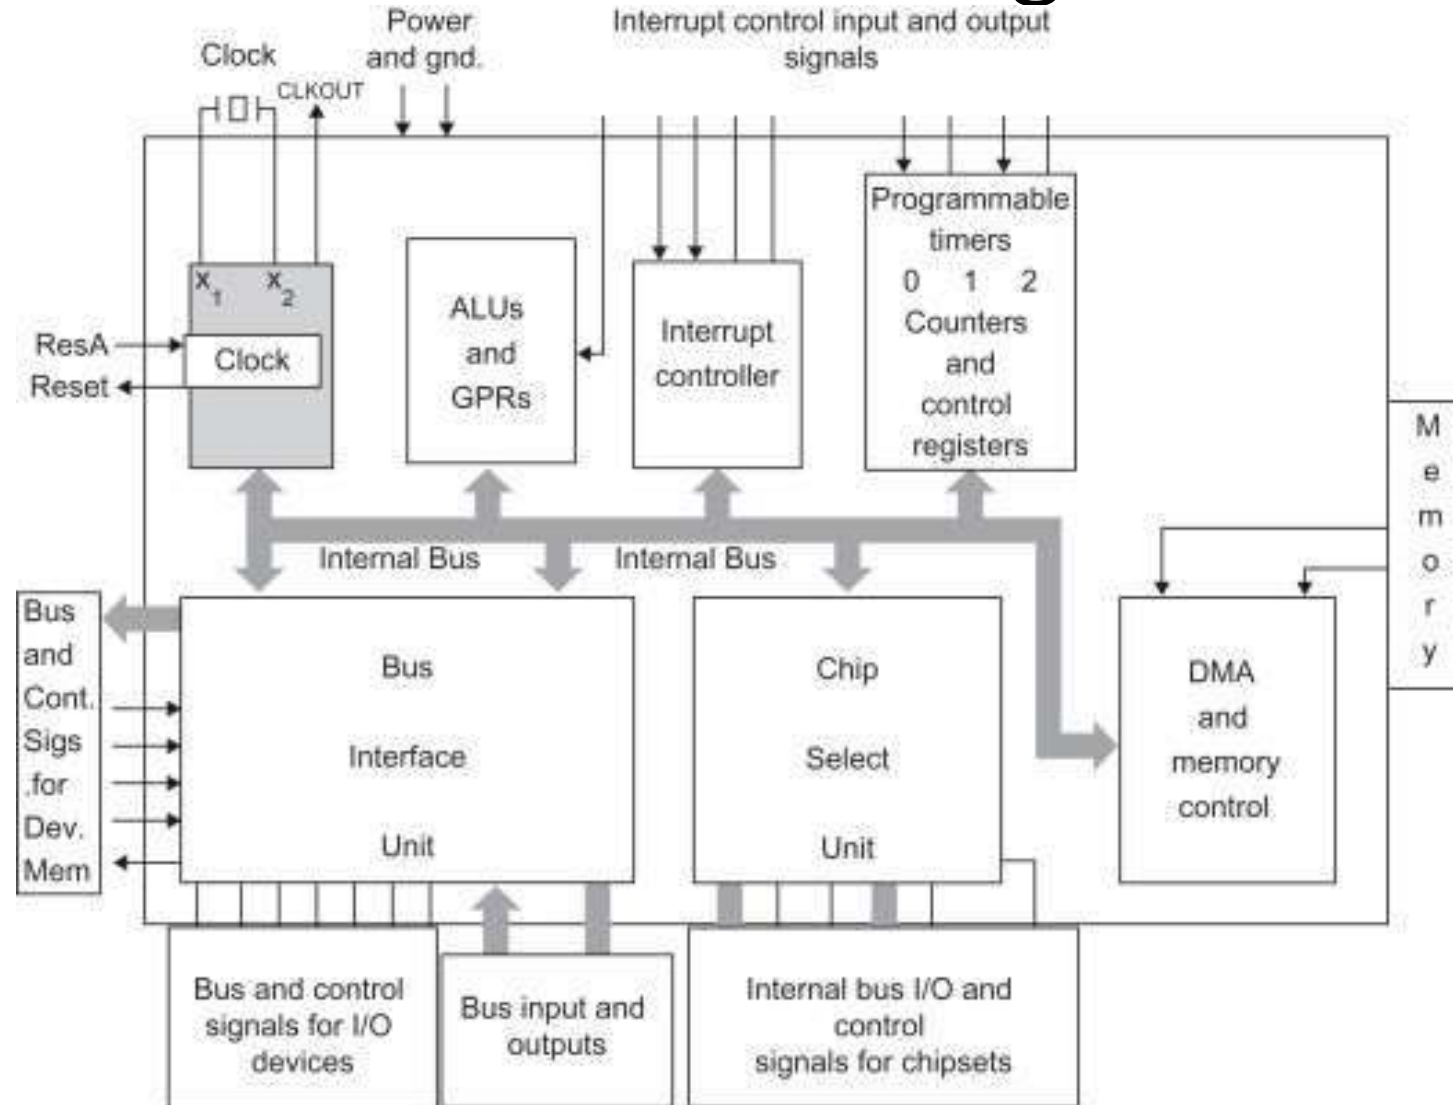 Power
and gnd.
Interrupt control input and output
signals
Clock
CLKOUT
X1
X2
Clock
ResA
Reset
ALUs
and
GPRs
Interrupt
controller
Programmable
timers
0 1 2
Counters
and
control
registers
Memory
Internal Bus
Internal Bus
Bus
and
Cont.
Sigs
,for
Dev.
Mem
Bus
Interface
Unit
Chip
Select
Unit
DMA
and
memory
control
Bus and control
signals for I/O
devices
Bus input and
outputs
Internal bus I/O and
control
signals for chipsets